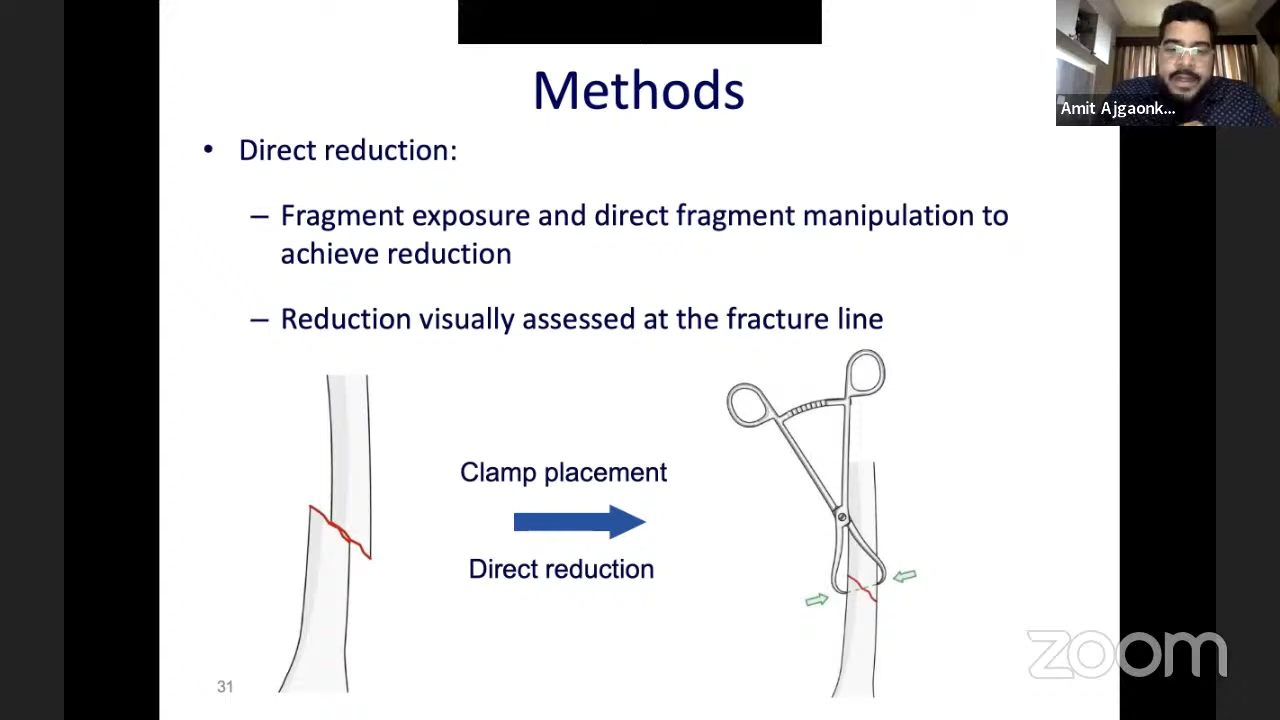 Methods
Amit Ajgaonk...
• Direct reduction:
– Fragment exposure and direct fragment manipulation to
achieve reduction
– Reduction visually assessed at the fracture line
Clamp placement
Direct reduction
31
zoom